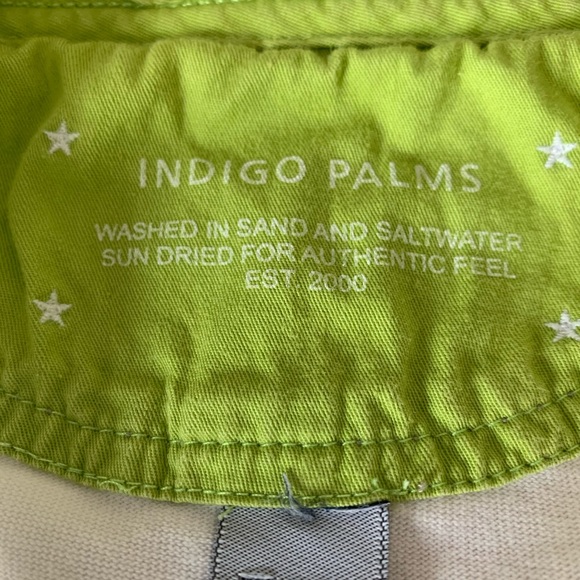 INDIGO PALMS
WASHED IN SAND AND SALTWATER
SUN DRIED FOR AUTHENTIC FEEL
EST. 2000